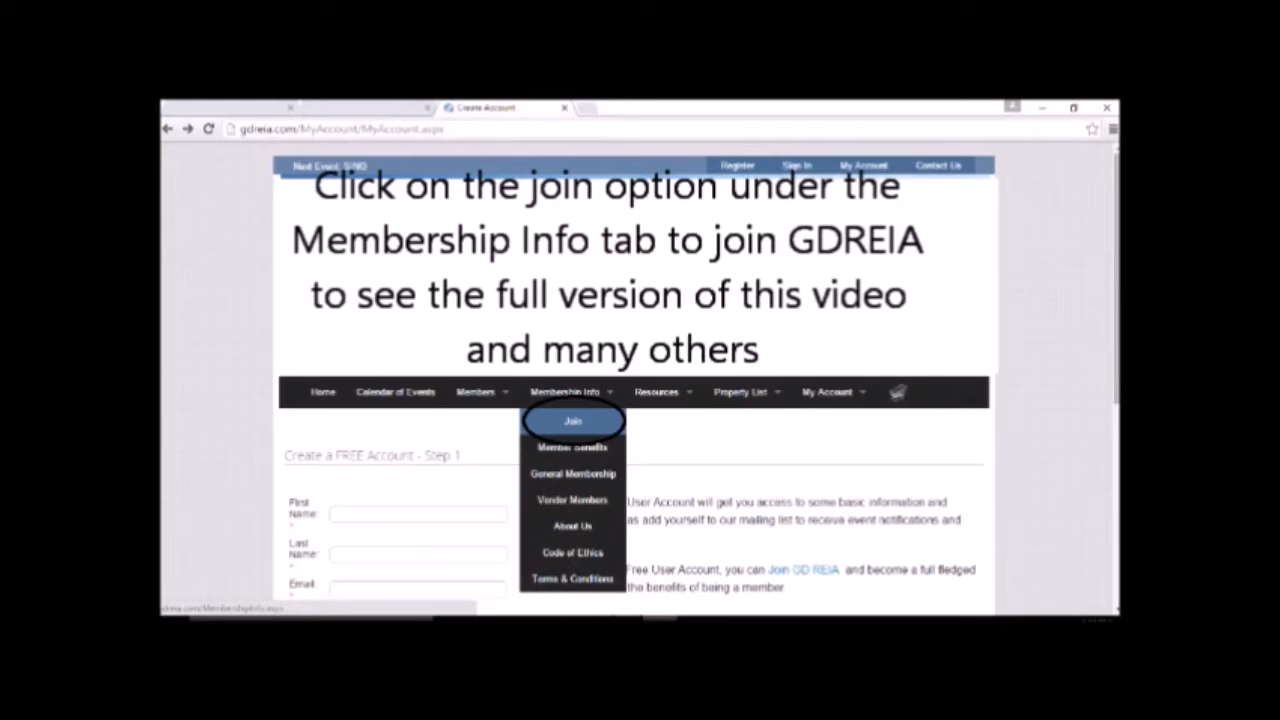 Create Account
gdreia.com/MyAccount/MyAccount.aspx
Register Sign In My Account Contact Us
Click on the join option under the
Membership Info tab to join GDREIA
to see the full version of this video
and many others
Home Calendar of Events Members Membership Info Resources Property List My Account
Join
Member Benefits
General Membership
Vendor Members
About Us
Code of Ethics
Terms & Conditions
Create a FREE Account - Step 1
First
Name:
*
Last
Name:
*
Email
*
User Account will get you access to some basic information and
as add yourself to our mailing list to receive event notifications and
Free User Account, you can Join GD REIA and become a full fledged
the benefits of being a member